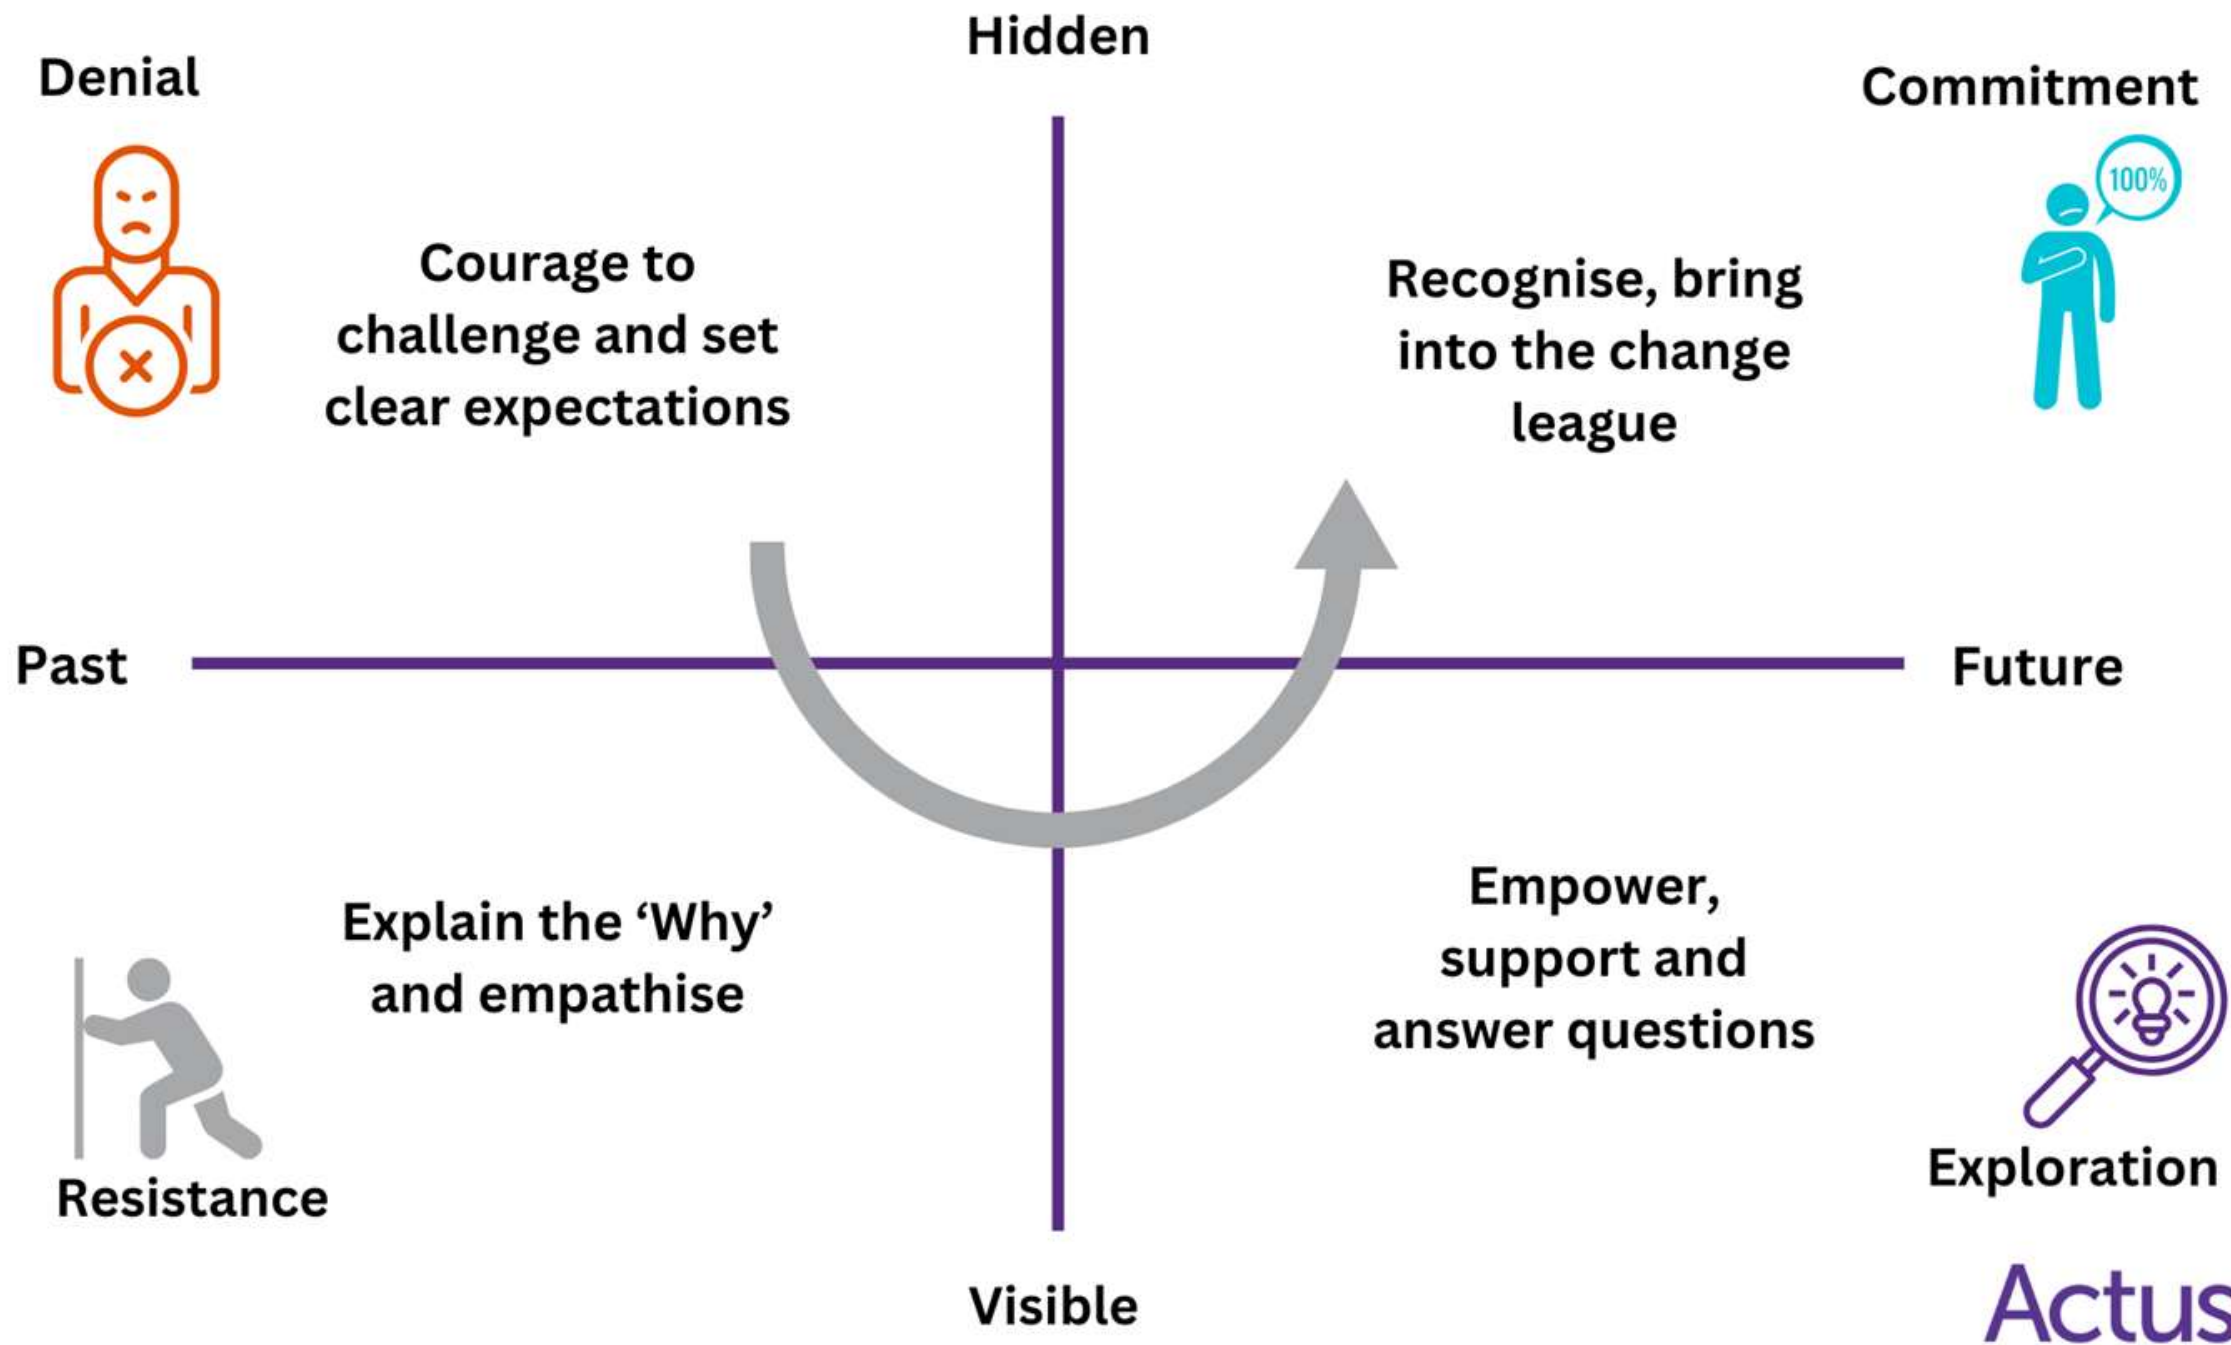 Hidden
Denial
Commitment
100%
Courage to
challenge and set
clear expectations
Recognise, bring
into the change
league
Past
Future
Explain the ‘Why’
and empathise
Empower,
support and
answer questions
Resistance
Exploration
Visible
Actus